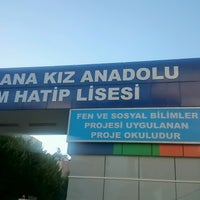 ANA KIZ ANADOLU
M HATİP LİSESİ
FEN VE SOSYAL BİLİMLER
PROJESİ UYGULANAN
PROJE OKULUDUR